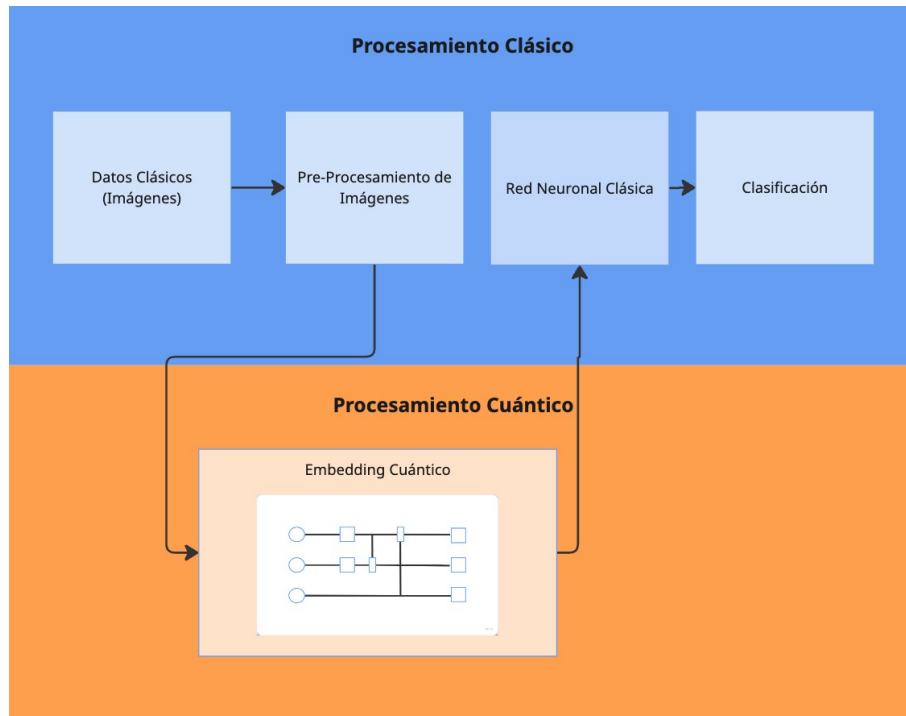 Procesamiento Clásico
Datos Clásicos
(Imágenes)
Pre-Procesamiento de
Imágenes
Red Neuronal Clásica
Clasificación
Procesamiento Cuántico
Embedding Cuántico